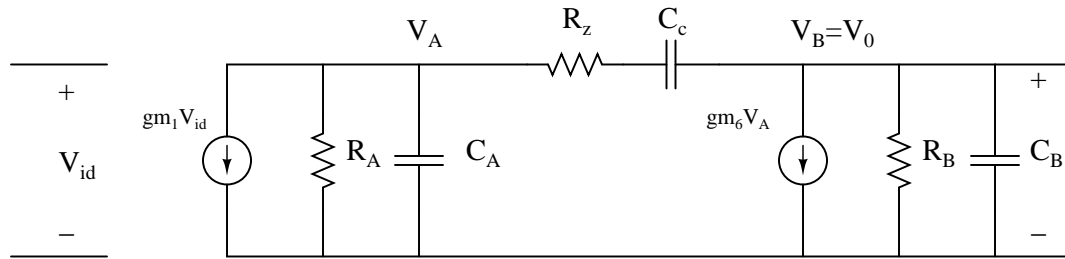 V_A R_z C_c V_B=V_0
+ gm_1V_id gm_6V_A +
V_id R_A C_A R_B C_B
− −